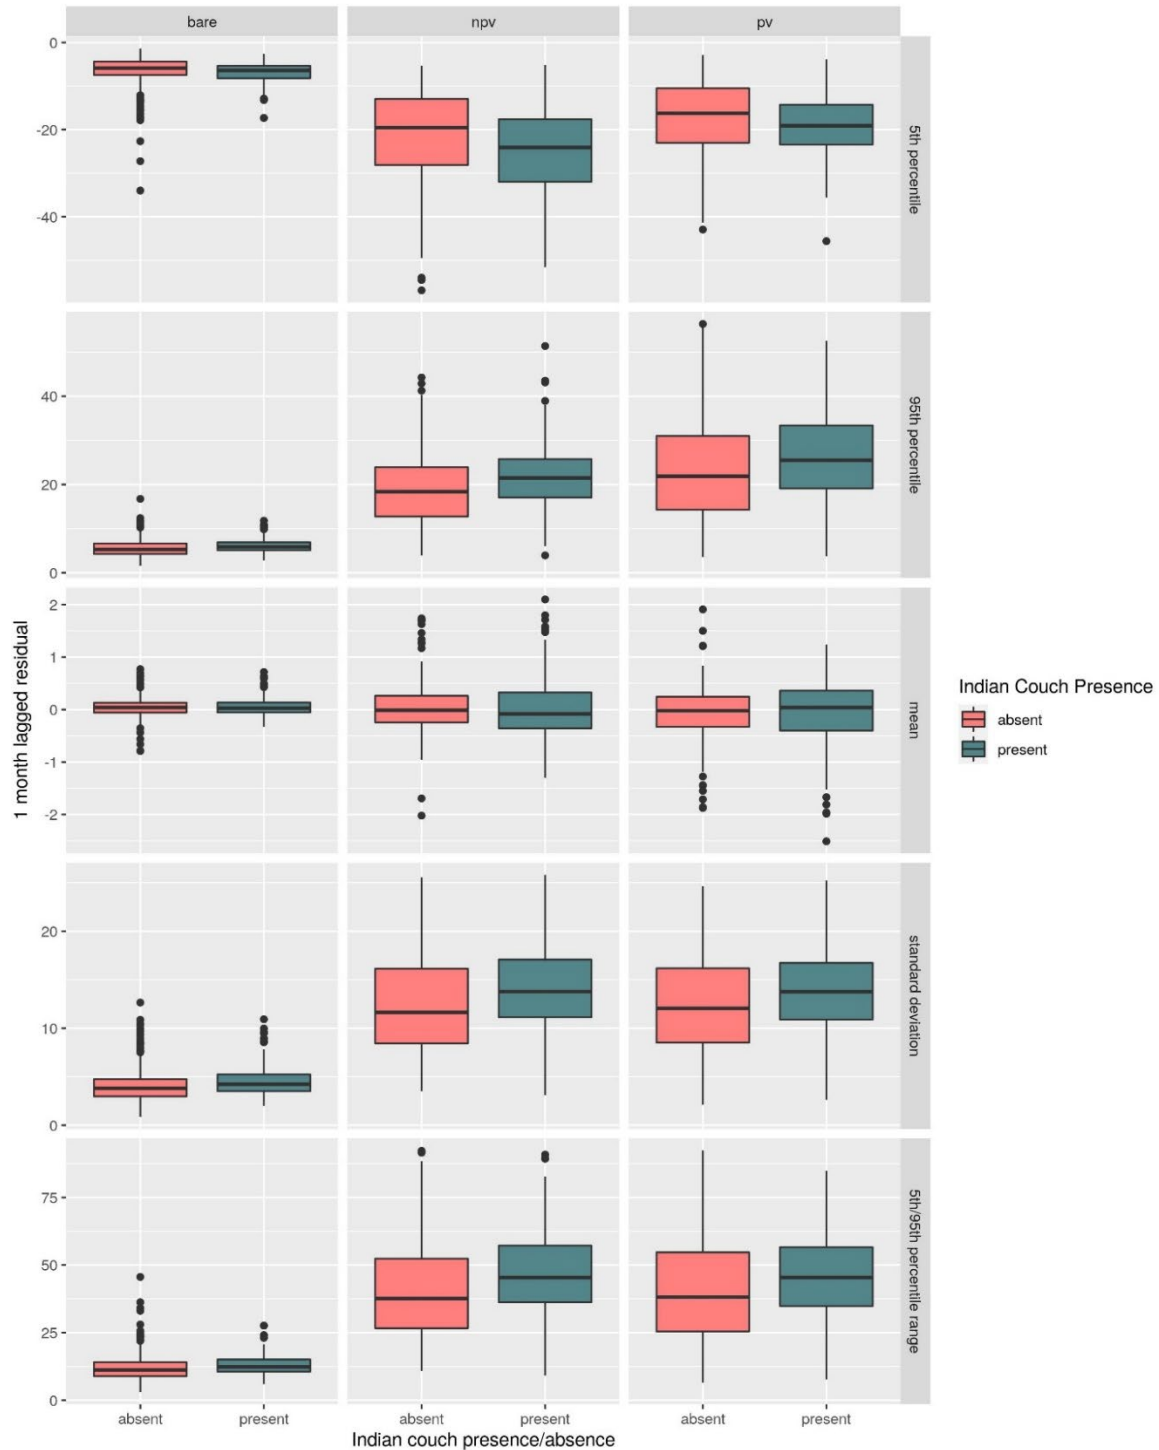 bare npv pv
0
-20
-40
5th percentile
40
20
0
95th percentile
2
1
0
-1
-2
mean
20
10
0
standard deviation
75
50
25
0
5th/95th percentile range
1 month lagged residual
absent present absent present absent present
Indian couch presence/absence
Indian Couch Presence
absent
present